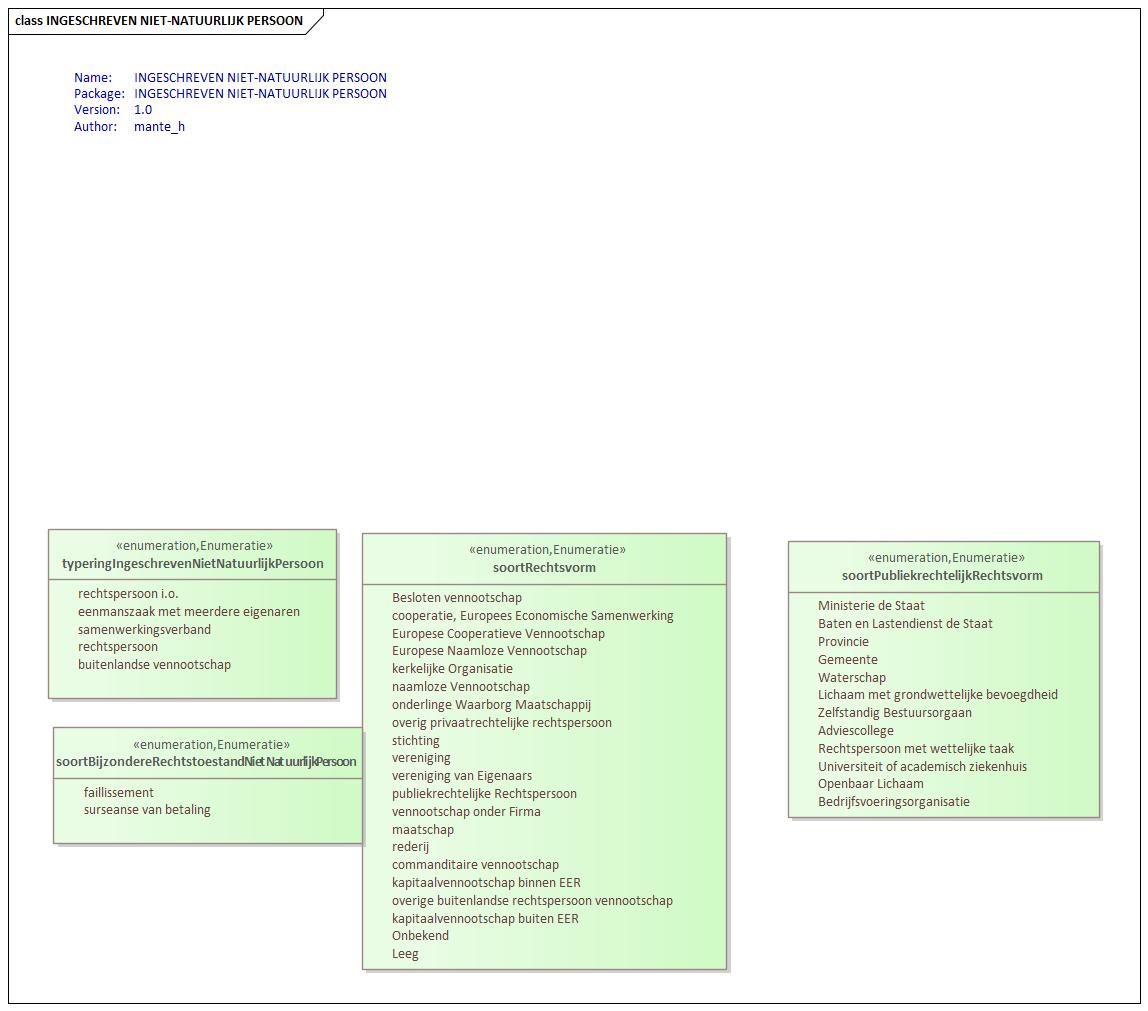 class INGESCHREVEN NIET-NATUURLIJK PERSOON
Name: INGESCHREVEN NIET-NATUURLIJK PERSOON
Package: INGESCHREVEN NIET-NATUURLIJK PERSOON
Version: 1.0
Author: mante_h
«enumeration,Enumeratie»
typeringIngeschrevenNietNatuurlijkPersoon
rechtspersoon i.o.
eenmanszaak met meerdere eigenaren
samenwerkingsverband
rechtspersoon
buitenlandse vennootschap
«enumeration,Enumeratie»
soortBijzondereRechtstoestandNietNatuurlijkPersoon
faillissement
surseanse van betaling
«enumeration,Enumeratie»
soortRechtsvorm
Besloten vennootschap
cooperatie, Europees Economische Samenwerking
Europese Cooperatieve Vennootschap
Europese Naamloze Vennootschap
kerkelijke Organisatie
naamloze Vennootschap
onderlinge Waarborg Maatschappij
overig privaatrechtelijke rechtspersoon
stichting
vereniging
vereniging van Eigenaars
publiekrechtelijke Rechtspersoon
vennootschap onder Firma
maatschap
rederij
commanditaire vennootschap
kapitaalvennootschap binnen EER
overige buitenlandse rechtspersoon vennootschap
kapitaalvennootschap buiten EER
Onbekend
Leeg
«enumeration,Enumeratie»
soortPubliekrechtelijkRechtsvorm
Ministerie de Staat
Baten en Lastendienst de Staat
Provincie
Gemeente
Waterschap
Lichaam met grondwettelijke bevoegdheid
Zelfstandig Bestuursorgaan
Adviescollege
Rechtspersoon met wettelijke taak
Universiteit of academisch ziekenhuis
Openbaar Lichaam
Bedrijfsvoeringsorganisatie